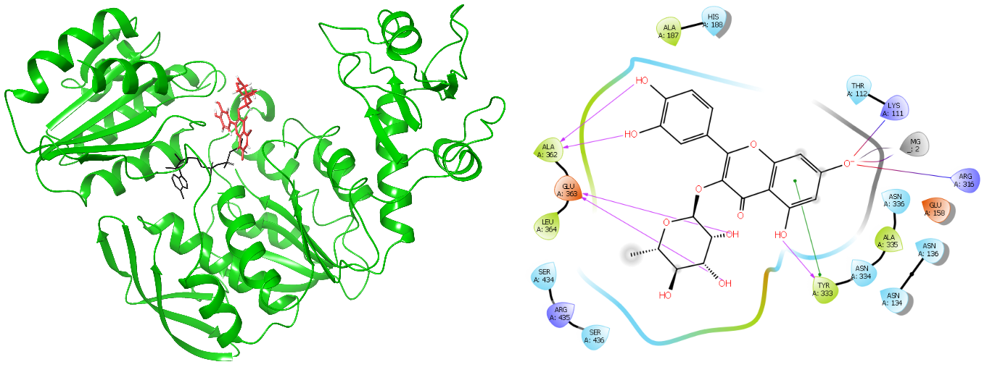 HIS
A: 188
ALA
A: 187
HO
THR
A: 112
LYS
A: 111
HO
MG
_: 2
ALA
A: 362
O
O⁻
ARG
A: 316
GLU
A: 363
O
O
ASN
A: 336
GLU
A: 158
LEU
A: 364
O
OH
HO
ALA
A: 335
ASN
A: 136
SER
A: 434
ASN
A: 334
OH
TYR
A: 333
HO
ASN
A: 134
ARG
A: 435
SER
A: 436